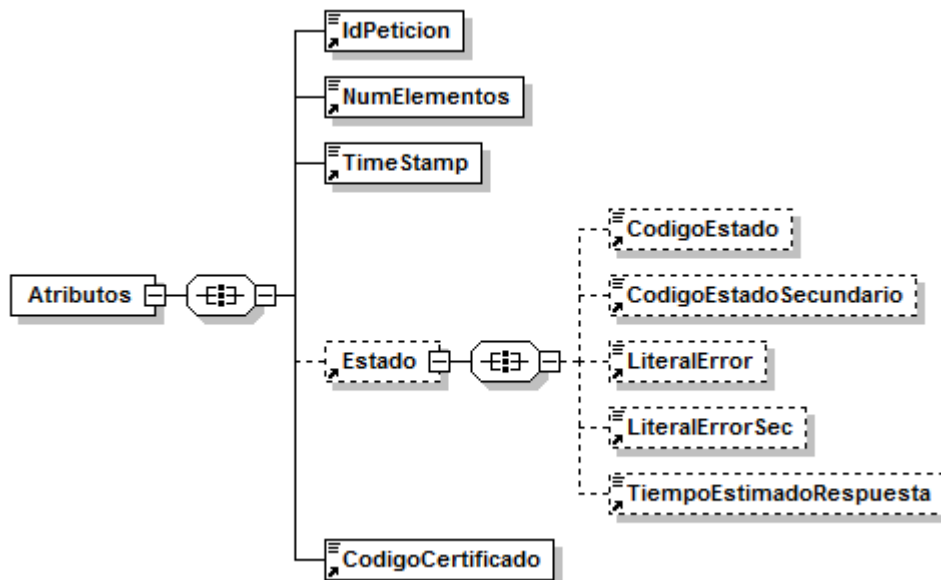 IdPeticion
NumElementos
TimeStamp
Atributos
Estado
CodigoEstado
CodigoEstadoSecundario
LiteralError
LiteralErrorSec
TiempoEstimadoRespuesta
CodigoCertificado